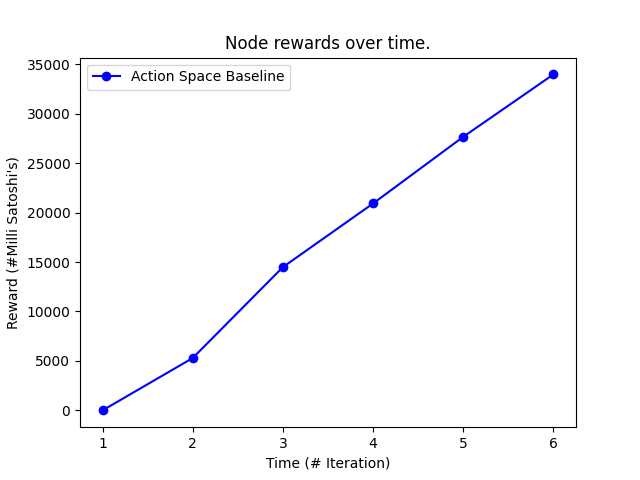 Node rewards over time.
Action Space Baseline
35000
30000
25000
20000
15000
10000
5000
0
Reward (#Milli Satoshi's)
1 2 3 4 5 6
Time (# Iteration)